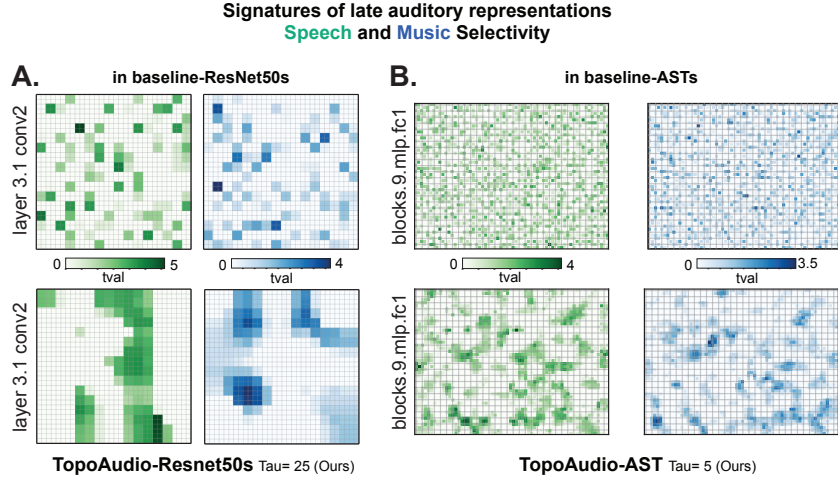 Signatures of late auditory representations
Speech and Music Selectivity
A.
in baseline-ResNet50s
layer 3.1 conv2
0 5
tval
0 4
tval
layer 3.1 conv2
TopoAudio-Resnet50s Tau= 25 (Ours)
B.
in baseline-ASTs
blocks.9.mlp.fc1
0 4
tval
0 3.5
tval
blocks.9.mlp.fc1
TopoAudio-AST Tau= 5 (Ours)